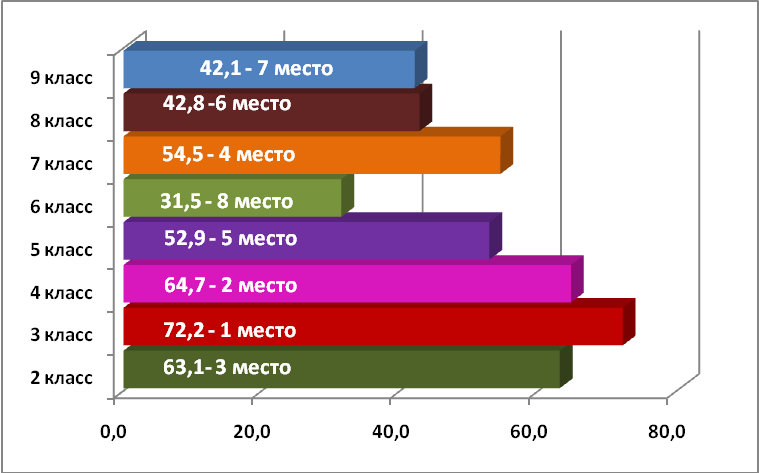 9 класс 42,1 - 7 место
8 класс 42,8 -6 место
7 класс 54,5 - 4 место
6 класс 31,5 - 8 место
5 класс 52,9 - 5 место
4 класс 64,7 - 2 место
3 класс 72,2 - 1 место
2 класс 63,1- 3 место
0,0 20,0 40,0 60,0 80,0